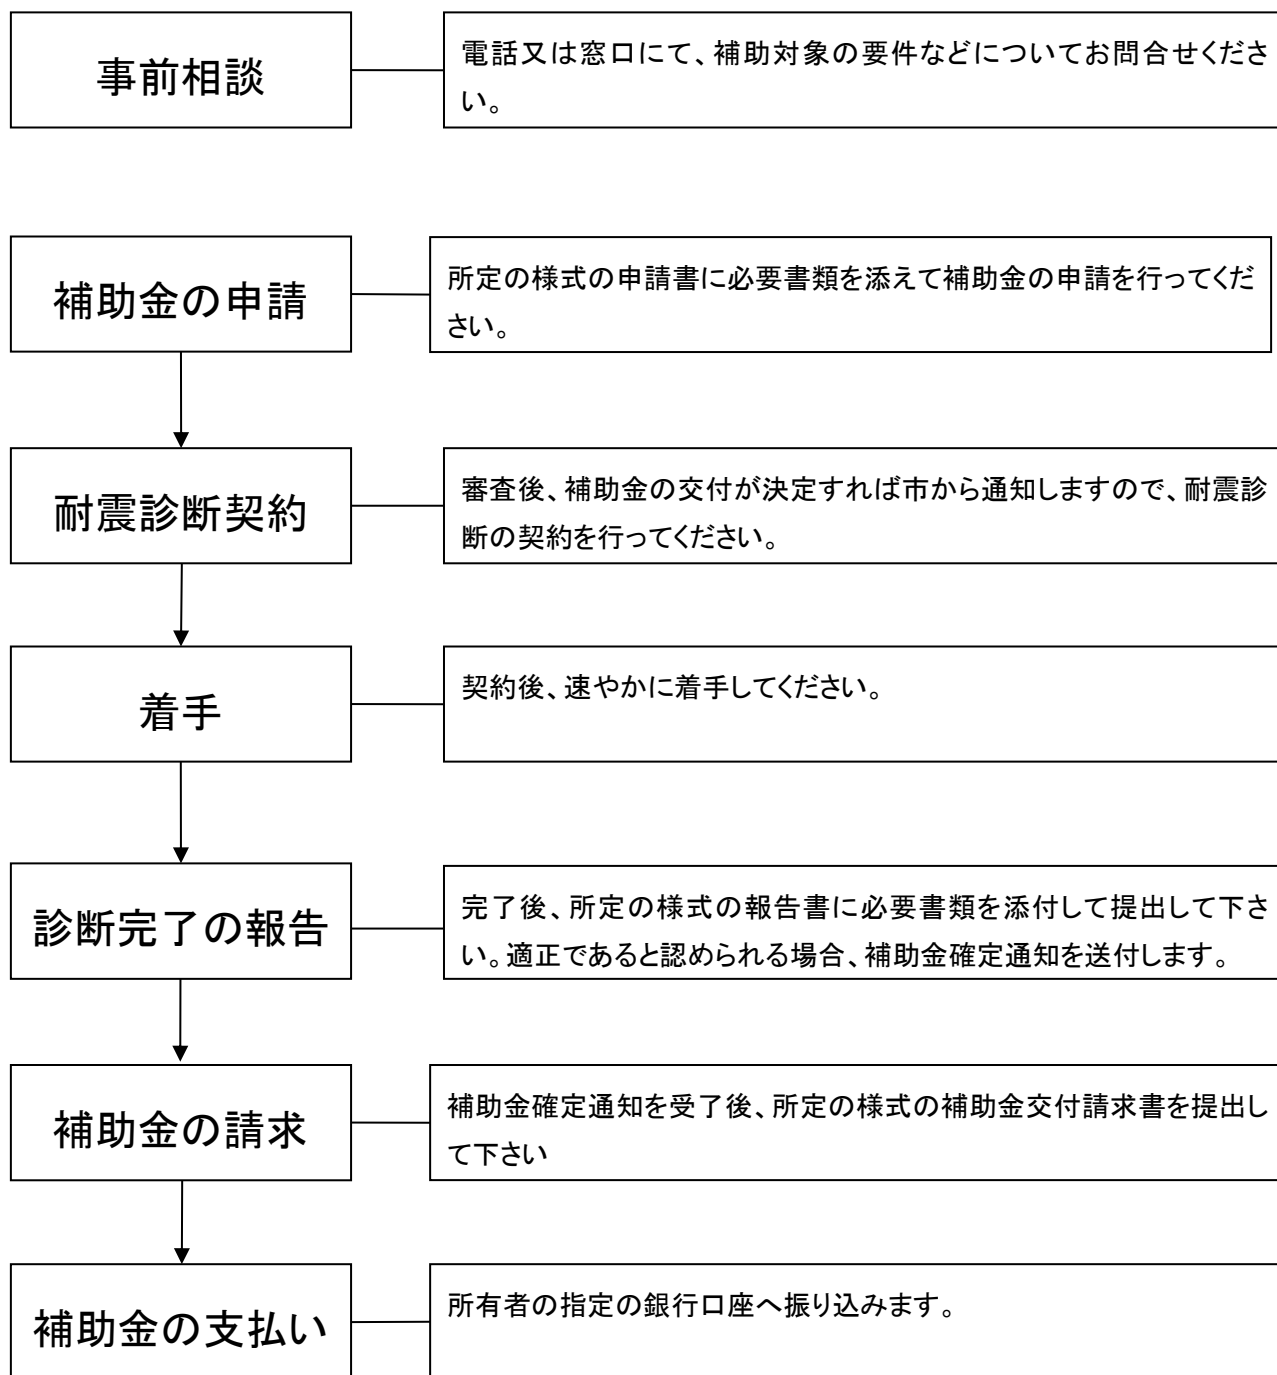 事前相談
電話又は窓口にて、補助対象の要件などについてお問合せくださ
い。
補助金の申請
所定の様式の申請書に必要書類を添えて補助金の申請を行ってくだ
さい。
耐震診断契約
審査後、補助金の交付が決定すれば市から通知しますので、耐震診
断の契約を行ってください。
着手
契約後、速やかに着手してください。
診断完了の報告
完了後、所定の様式の報告書に必要書類を添付して提出して下さ
い。適正であると認められる場合、補助金確定通知を送付します。
補助金の請求
補助金確定通知を受了後、所定の様式の補助金交付請求書を提出し
て下さい
補助金の支払い
所有者の指定の銀行口座へ振り込みます。